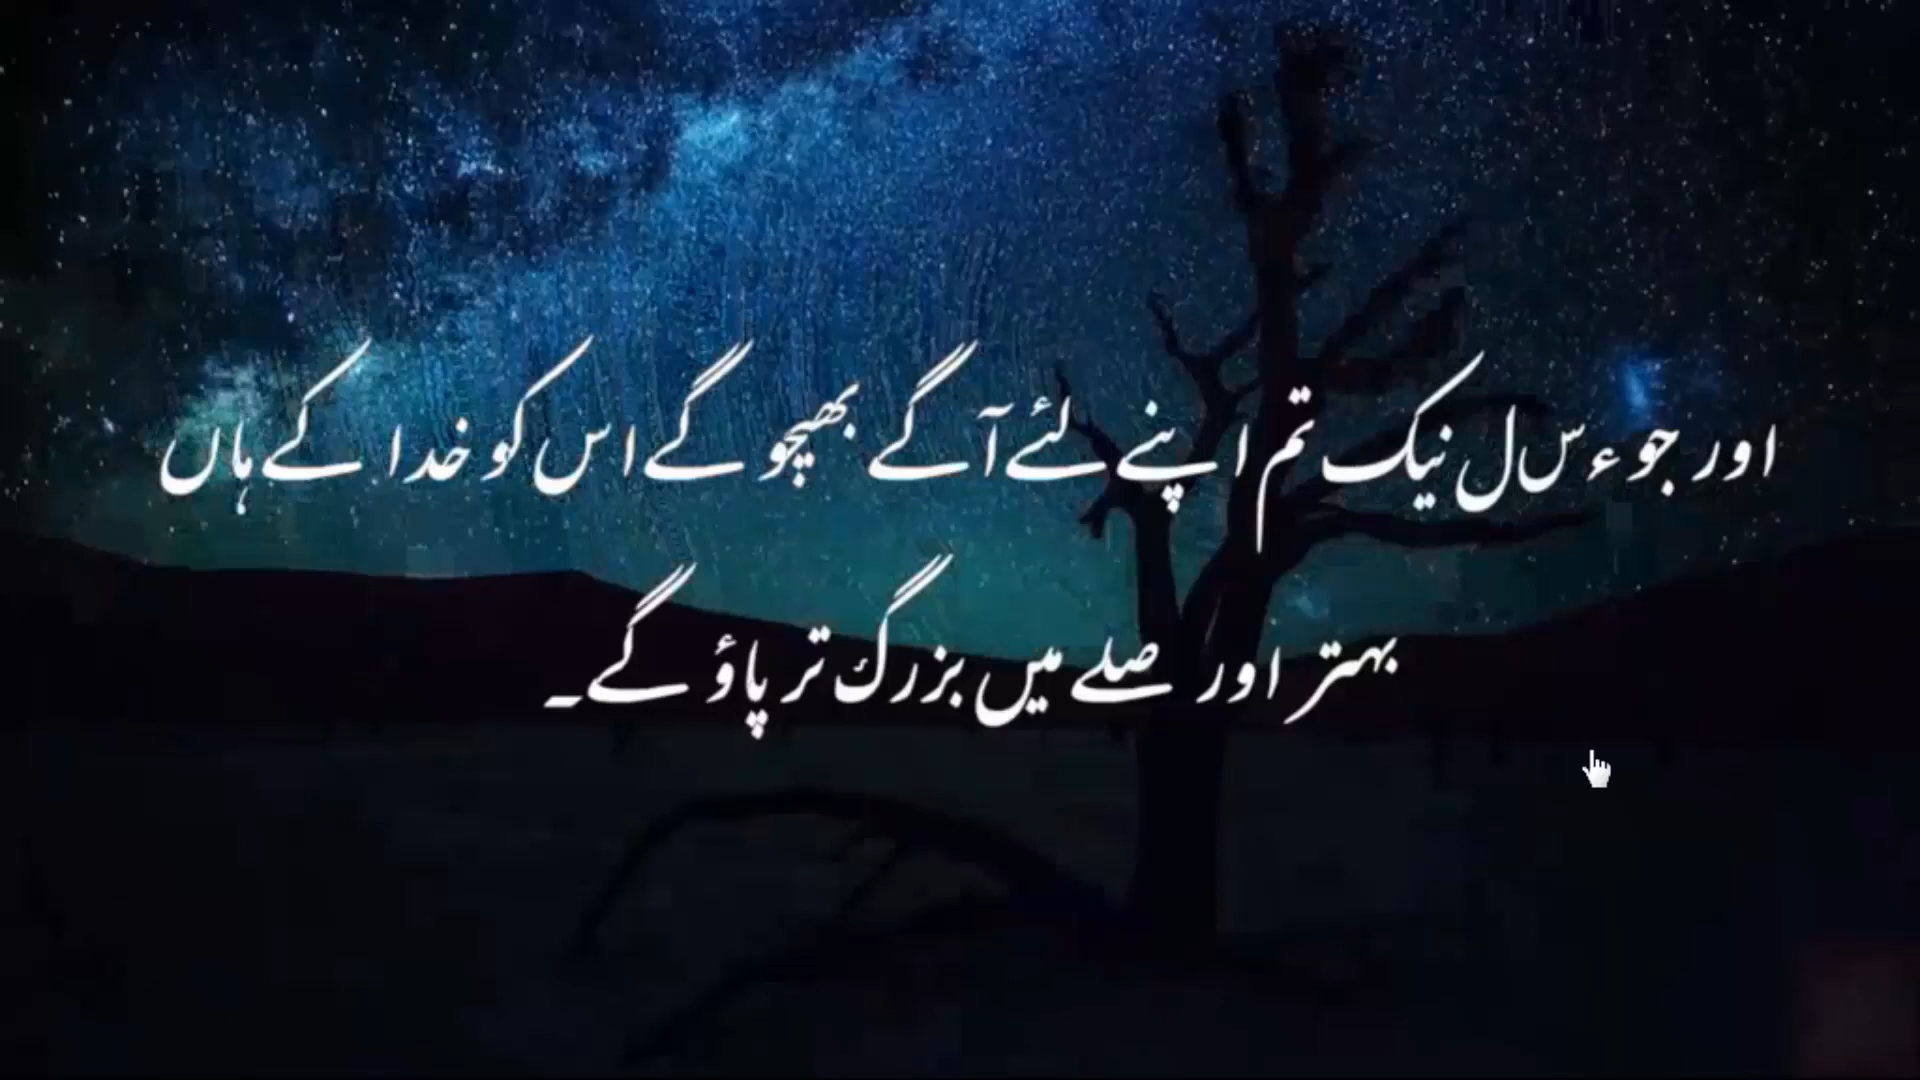 اور جو ءس ل نیک تم اپنے لئے آگے بھیجو گے اس کو خدا کے ہاں
بہتر اور صلے میں بزرگ تر پاؤ گے۔